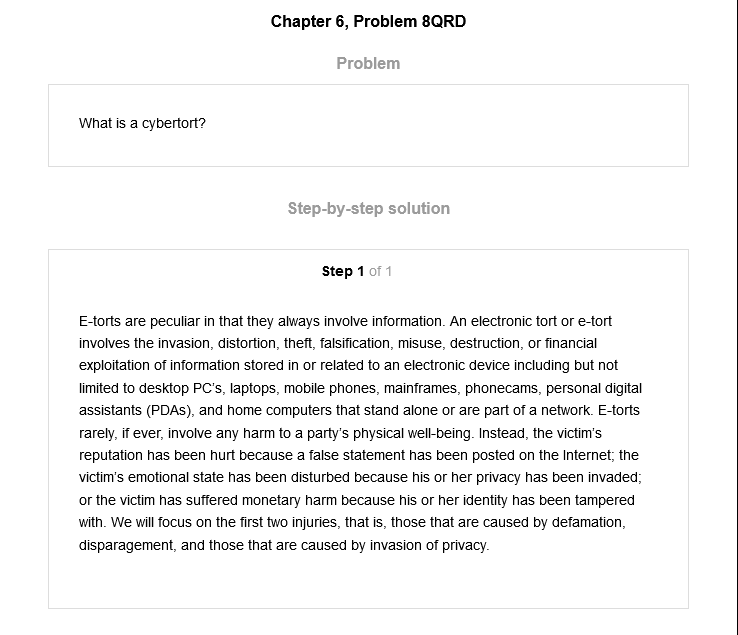 Chapter 6, Problem 8QRD
Problem
What is a cybertort?
Step-by-step solution
Step 1 of 1
E-torts are peculiar in that they always involve information. An electronic tort or e-tort
involves the invasion, distortion, theft, falsification, misuse, destruction, or financial
exploitation of information stored in or related to an electronic device including but not
limited to desktop PC's, laptops, mobile phones, mainframes, phonecams, personal digital
assistants (PDAs), and home computers that stand alone or are part of a network. E-torts
rarely, if ever, involve any harm to a party's physical well-being. Instead, the victim's
reputation has been hurt because a false statement has been posted on the Internet; the
victim's emotional state has been disturbed because his or her privacy has been invaded;
or the victim has suffered monetary harm because his or her identity has been tampered
with. We will focus on the first two injuries, that is, those that are caused by defamation,
disparagement, and those that are caused by invasion of privacy.